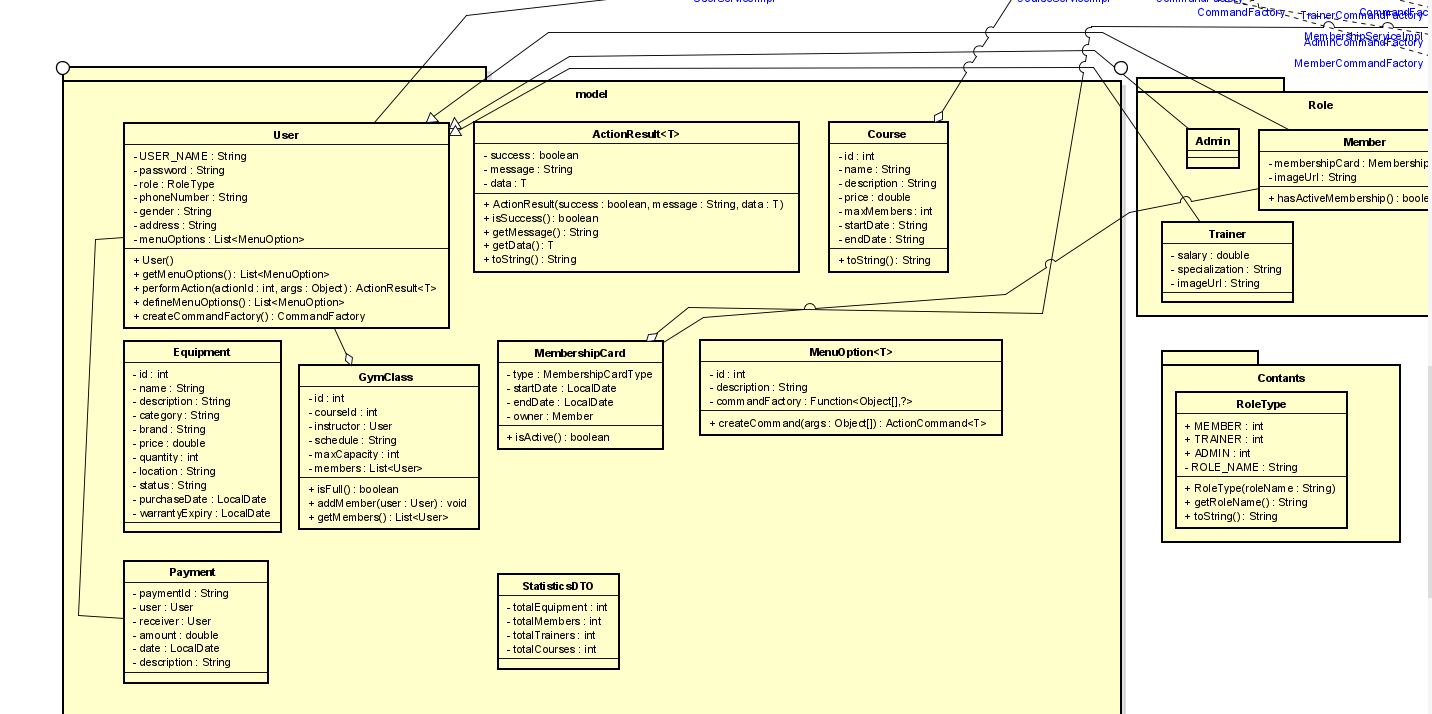 UserServiceImpl
CourseServiceImpl
CommandFactory
CommandFactory
TrainerCommandFactory
MembershipServiceImpl
AdminCommandFactory
MemberCommandFactory
model
User
- USER_NAME : String
- password : String
- role : RoleType
- phoneNumber : String
- gender : String
- address : String
- menuOptions : List<MenuOption>
+ User()
+ getMenuOptions() : List<MenuOption>
+ performAction(actionId : int, args : Object) : ActionResult<T>
+ defineMenuOptions() : List<MenuOption>
+ createCommandFactory() : CommandFactory
ActionResult<T>
- success : boolean
- message : String
- data : T
+ ActionResult(success : boolean, message : String, data : T)
+ isSuccess() : boolean
+ getMessage() : String
+ getData() : T
+ toString() : String
Course
- id : int
- name : String
- description : String
- price : double
- maxMembers : int
- startDate : String
- endDate : String
+ toString() : String
Role
Admin
Member
- membershipCard : Membership
- imageUrl : String
+ hasActiveMembership() : boole
Trainer
- salary : double
- specialization : String
- imageUrl : String
Equipment
- id : int
- name : String
- description : String
- category : String
- brand : String
- price : double
- quantity : int
- location : String
- status : String
- purchaseDate : LocalDate
- warrantyExpiry : LocalDate
GymClass
- id : int
- courseId : int
- instructor : User
- schedule : String
- maxCapacity : int
- members : List<User>
+ isFull() : boolean
+ addMember(user : User) : void
+ getMembers() : List<User>
MembershipCard
- type : MembershipCardType
- startDate : LocalDate
- endDate : LocalDate
- owner : Member
+ isActive() : boolean
MenuOption<T>
- id : int
- description : String
- commandFactory : Function<Object[],?>
+ createCommand(args : Object[]) : ActionCommand<T>
Contants
RoleType
+ MEMBER : int
+ TRAINER : int
+ ADMIN : int
- ROLE_NAME : String
+ RoleType(roleName : String)
+ getRoleName() : String
+ toString() : String
Payment
- paymentId : String
- user : User
- receiver : User
- amount : double
- date : LocalDate
- description : String
StatisticsDTO
- totalEquipment : int
- totalMembers : int
- totalTrainers : int
- totalCourses : int